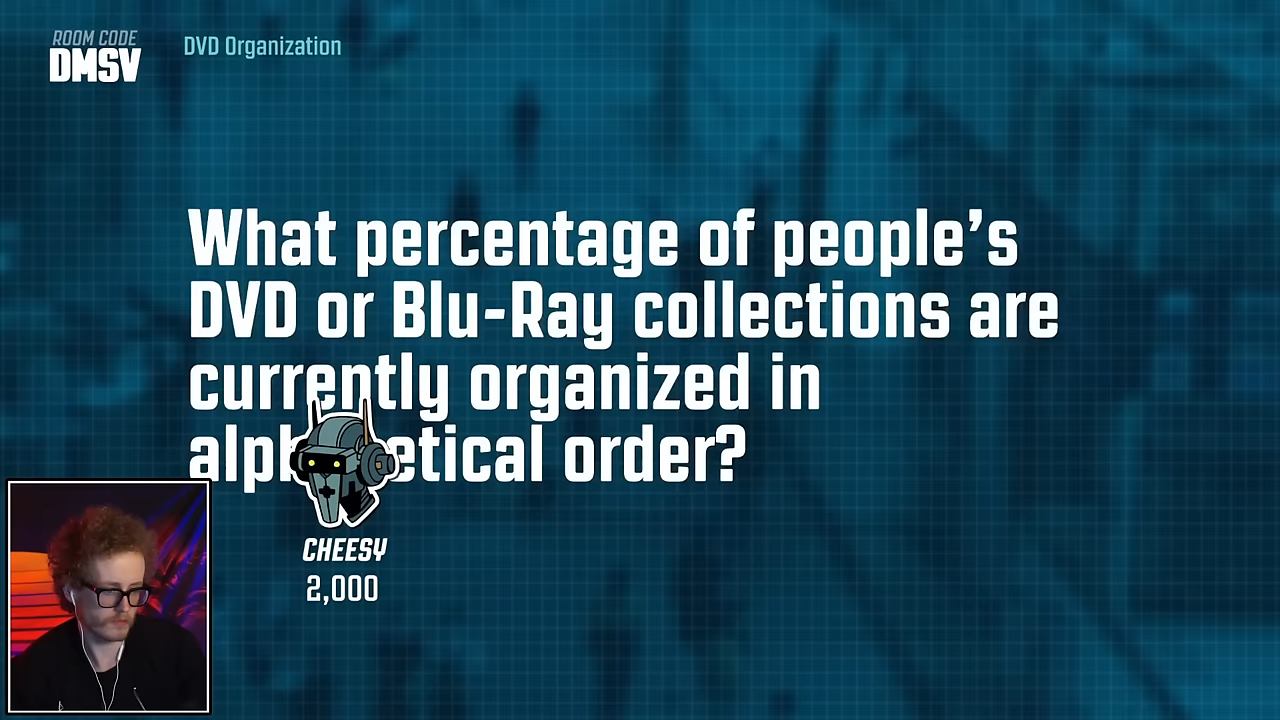 ROOM CODE
DMSV
DVD Organization
What percentage of people's
DVD or Blu-Ray collections are
currently organized in
order?
CHEESY
2,000